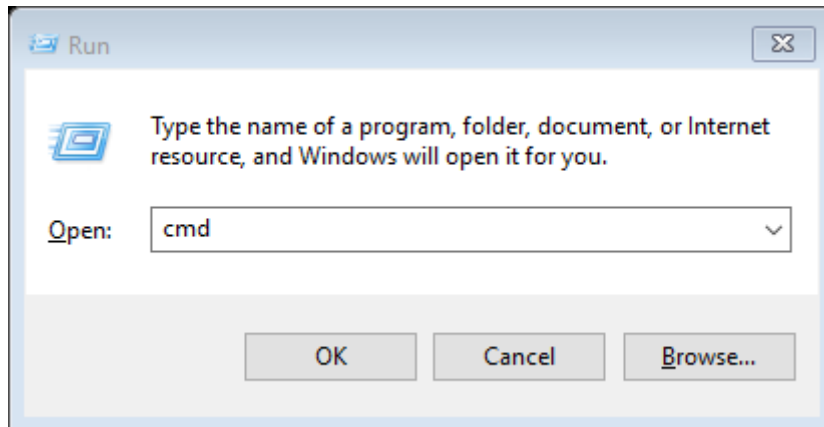 Run
Type the name of a program, folder, document, or Internet
resource, and Windows will open it for you.
Open: cmd
OK Cancel Browse...